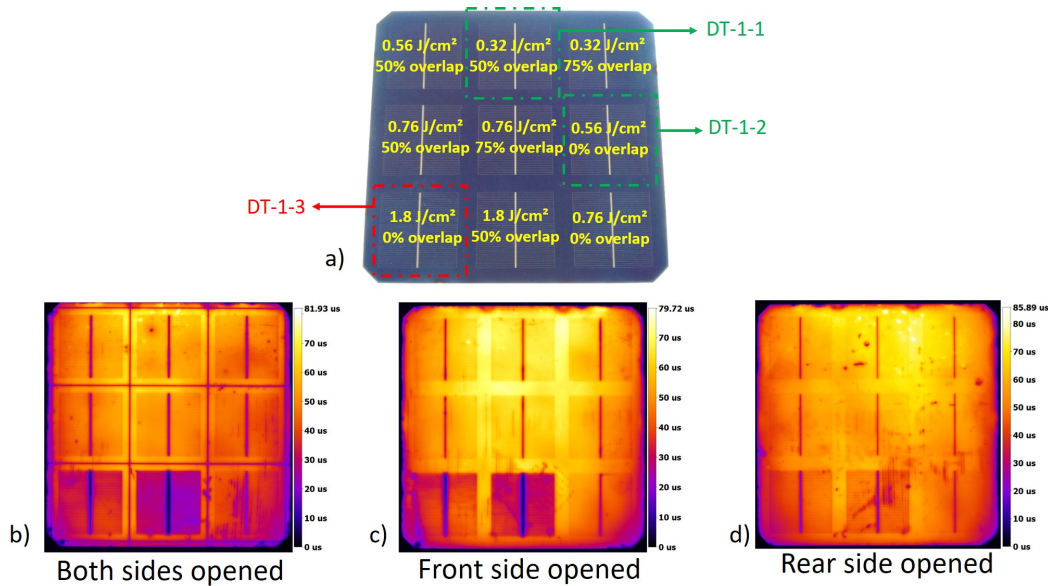 0.56 J/cm²
50% overlap
0.32 J/cm²
50% overlap
0.32 J/cm²
75% overlap
DT-1-1
0.76 J/cm²
50% overlap
0.76 J/cm²
75% overlap
0.56 J/cm²
0% overlap
DT-1-2
DT-1-3
1.8 J/cm²
0% overlap
1.8 J/cm²
50% overlap
0.76 J/cm²
0% overlap
a)
81.93 us
70 us
60 us
50 us
40 us
30 us
20 us
10 us
0 us
b)
Both sides opened
79.72 us
70 us
60 us
50 us
40 us
30 us
20 us
10 us
0 us
c)
Front side opened
85.89 us
80 us
70 us
60 us
50 us
40 us
30 us
20 us
10 us
0 us
d)
Rear side opened